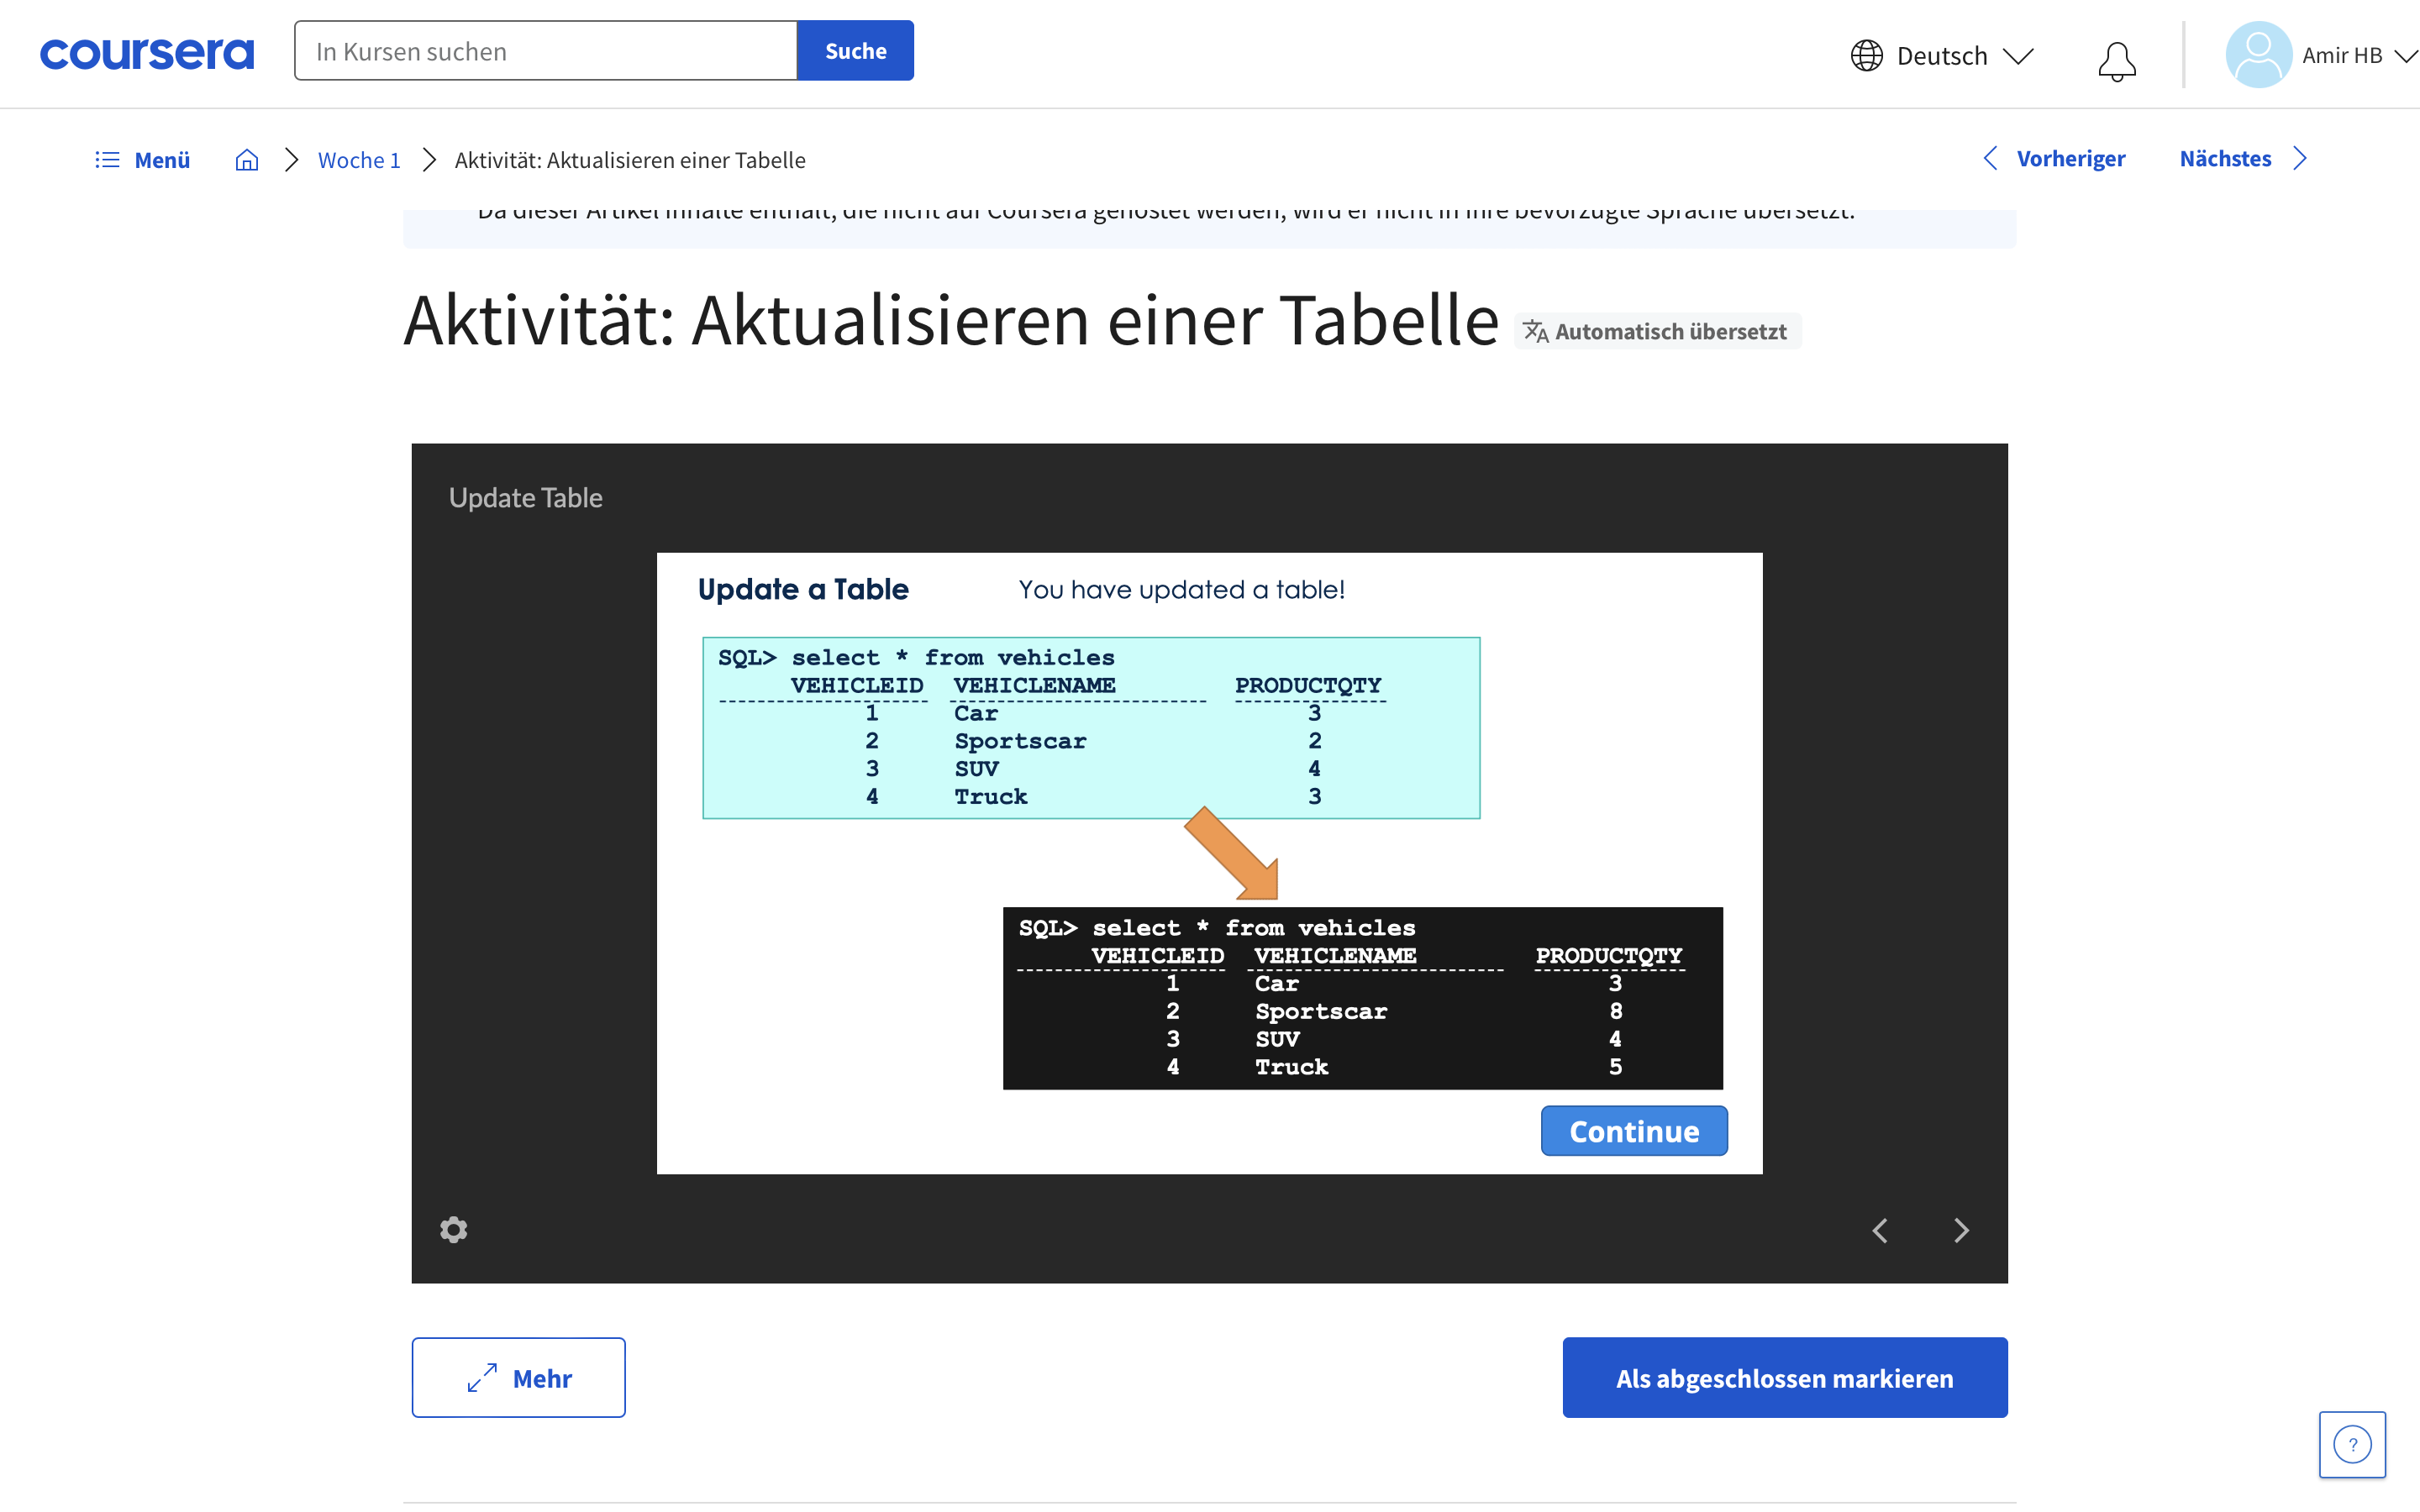 coursera
In Kursen suchen
Suche
Deutsch
Amir HB
Menü
Woche 1
Aktivität: Aktualisieren einer Tabelle
Vorheriger
Nächstes
Da dieser Artikel Inhalte enthält, die nicht auf Coursera gehostet werden, wird er nicht in Ihre bevorzugte Sprache übersetzt.
Aktivität: Aktualisieren einer Tabelle
Automatisch übersetzt
Update Table
Update a Table
You have updated a table!
SQL> select * from vehicles
VEHICLEID VEHICLENAME PRODUCTQTY
1 Car 3
2 Sportscar 2
3 SUV 4
4 Truck 3
SQL> select * from vehicles
VEHICLEID VEHICLENAME PRODUCTQTY
1 Car 3
2 Sportscar 8
3 SUV 4
4 Truck 5
Continue
Mehr
Als abgeschlossen markieren
?